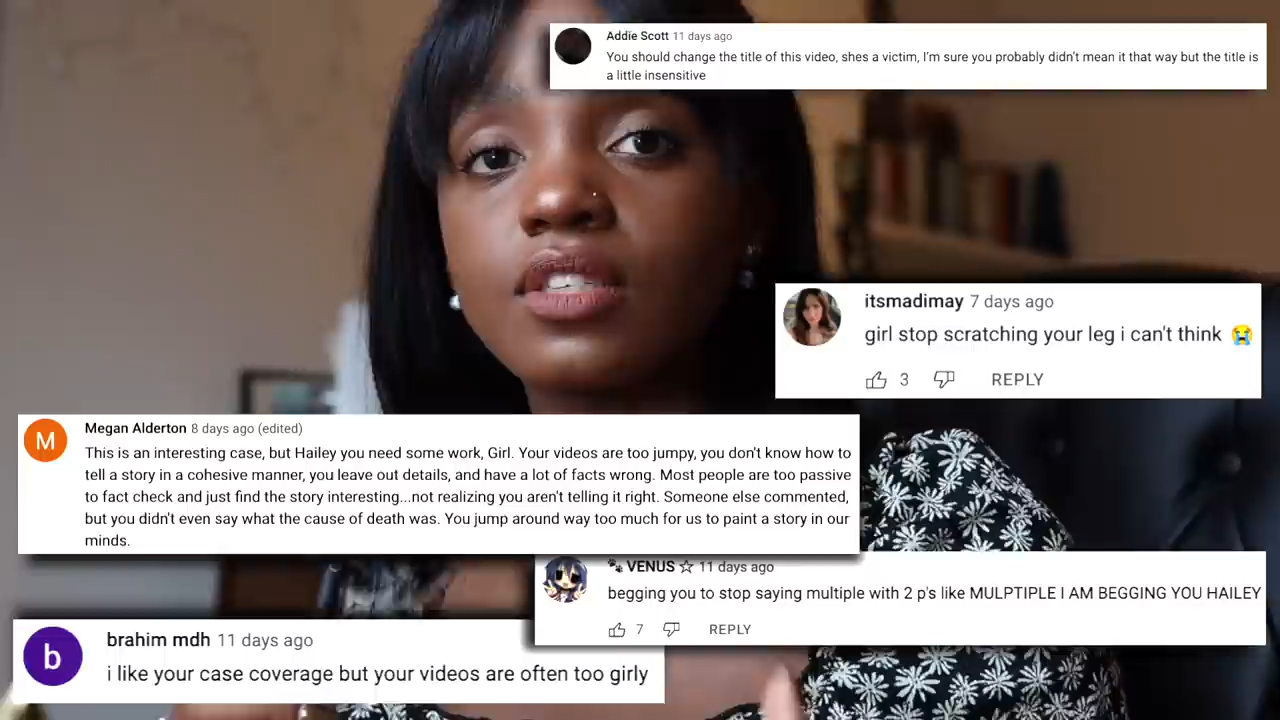 Addie Scott 11 days ago
You should change the title of this video, shes a victim, I'm sure you probably didn't mean it that way but the title is
a little insensitive
itsmadimay 7 days ago
girl stop scratching your leg i can't think 😭
3 REPLY
M
Megan Alderton 8 days ago (edited)
This is an interesting case, but Hailey you need some work, Girl. Your videos are too jumpy, you don't know how to
tell a story in a cohesive manner, you leave out details, and have a lot of facts wrong. Most people are too passive
to fact check and just find the story interesting...not realizing you aren't telling it right. Someone else commented,
but you didn't even say what the cause of death was. You jump around way too much for us to paint a story in our
minds.
🐾 VENUS ☆ 11 days ago
begging you to stop saying multiple with 2 p's like MULPTIPLE I AM BEGGING YOU HAILEY
7 REPLY
b
brahim mdh 11 days ago
i like your case coverage but your videos are often too girly